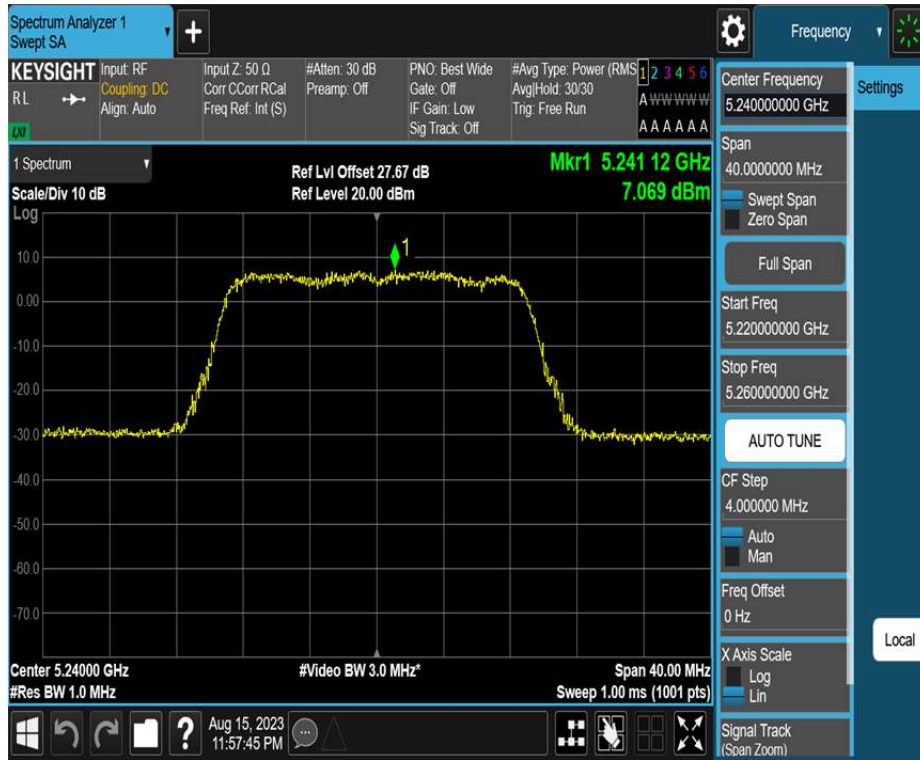 Spectrum Analyzer 1
Swept SA
+
Frequency
KEYSIGHT
R L
LXI
Input: RF
Coupling: DC
Align: Auto
Input Z: 50 Ω
Corr CCorr RCal
Freq Ref: Int (S)
#Atten: 30 dB
Preamp: Off
PNO: Best Wide
Gate: Off
IF Gain: Low
Sig Track: Off
#Avg Type: Power (RMS
Avg|Hold: 30/30
Trig: Free Run
1 2 3 4 5 6
A W W W W W
A A A A A A
1 Spectrum
Scale/Div 10 dB
Log
Ref Lvl Offset 27.67 dB
Ref Level 20.00 dBm
Mkr1 5.241 12 GHz
7.069 dBm
1
10.0
0.00
-10.0
-20.0
-30.0
-40.0
-50.0
-60.0
-70.0
Center 5.24000 GHz
#Res BW 1.0 MHz
#Video BW 3.0 MHz*
Span 40.00 MHz
Sweep 1.00 ms (1001 pts)
?
Aug 15, 2023
11:57:45 PM
Center Frequency
5.240000000 GHz
Span
40.0000000 MHz
Swept Span
Zero Span
Full Span
Start Freq
5.220000000 GHz
Stop Freq
5.260000000 GHz
AUTO TUNE
CF Step
4.000000 MHz
Auto
Man
Freq Offset
0 Hz
X Axis Scale
Log
Lin
Signal Track
(Span Zoom)
Settings
Local